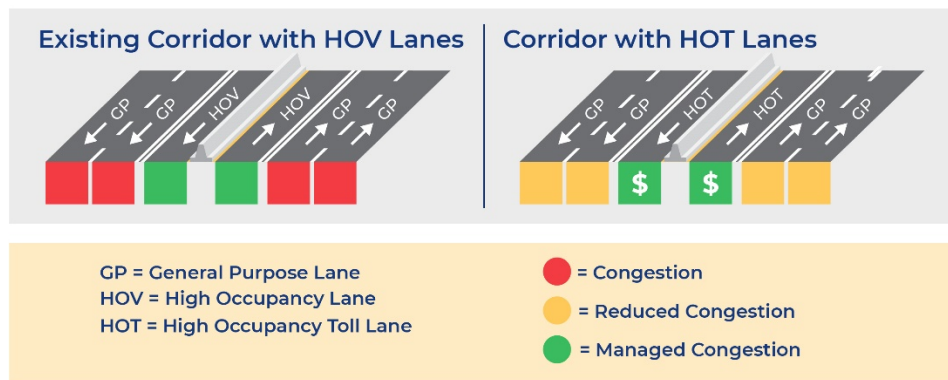 Existing Corridor with HOV Lanes
GP
GP
HOV
HOV
GP
GP
Corridor with HOT Lanes
GP
GP
HOT
HOT
GP
GP
$
$
GP = General Purpose Lane
HOV = High Occupancy Lane
HOT = High Occupancy Toll Lane
= Congestion
= Reduced Congestion
= Managed Congestion